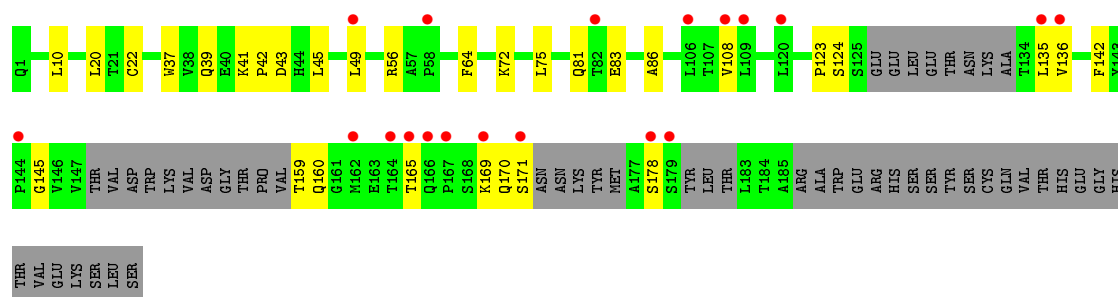 Q1 L10 L20 T21 C22 W37 V38 Q39 E40 K41 P42 D43 H44 L45 L49 R56 A57 P58 F64 K72 L75 Q81 T82 E83 A86 L106 T107 V108 L109 L120 P123 S124 S125 GLU GLU LEU GLU THR ASN LYS ALA T134 L135 V136 F142 Y143
P144 G145 V146 V147 THR VAL ASP TRP LYS VAL ASP GLY THR PRO VAL T159 Q160 G161 M162 E163 T164 T165 Q166 P167 S168 K169 Q170 S171 ASN ASN LYS TYR MET A177 S178 S179 TYR LEU THR L183 T184 A185 ARG ALA TRP GLU ARG HIS SER SER TYR SER CYS GLN VAL THR HIS GLU GLY HIS
THR VAL GLU LYS SER LEU SER